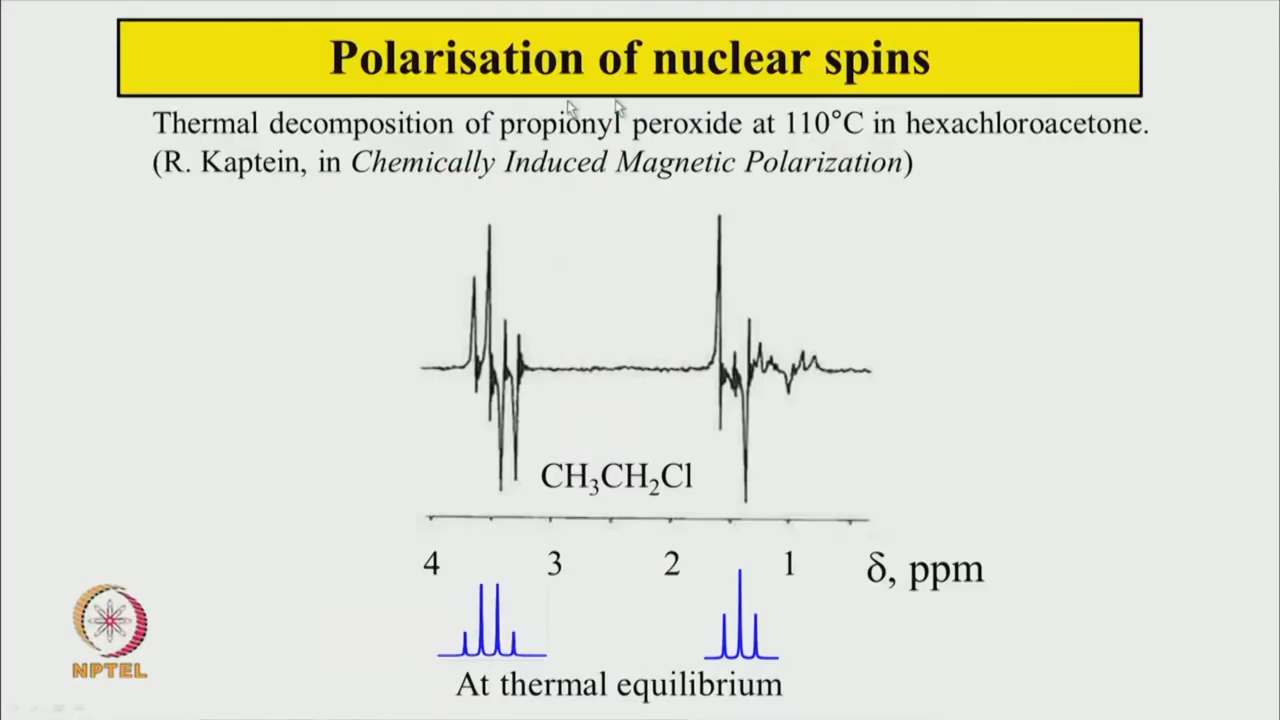 Polarisation of nuclear spins
Thermal decomposition of propionyl peroxide at 110°C in hexachloroacetone.
(R. Kaptein, in Chemically Induced Magnetic Polarization)
CH₃CH₂Cl
4 3 2 1 δ, ppm
At thermal equilibrium
NPTEL